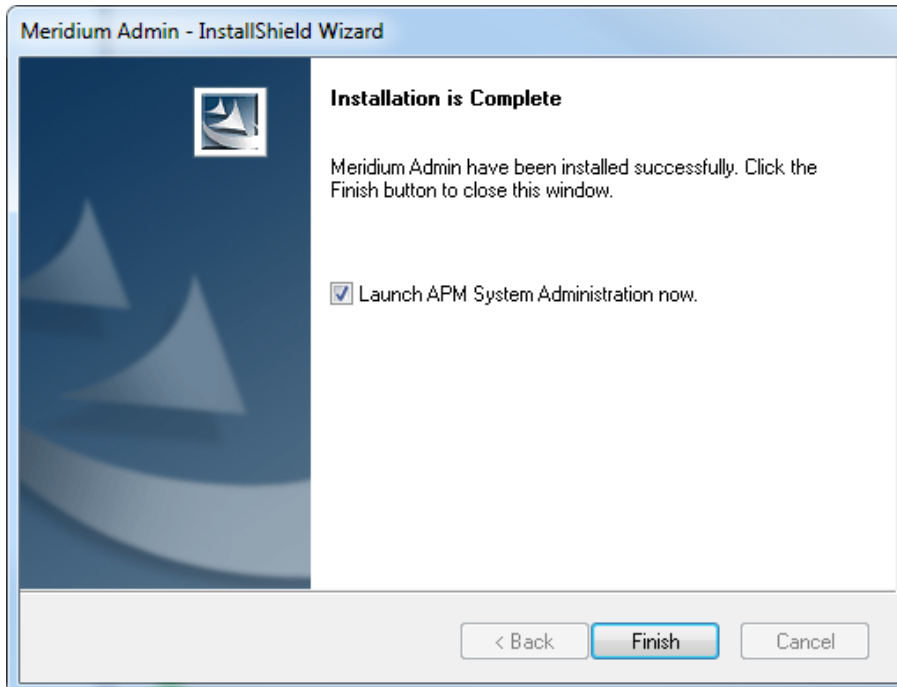 Meridium Admin - InstallShield Wizard
Installation is Complete
Meridium Admin have been installed successfully. Click the
Finish button to close this window.
Launch APM System Administration now.
< Back
Finish
Cancel